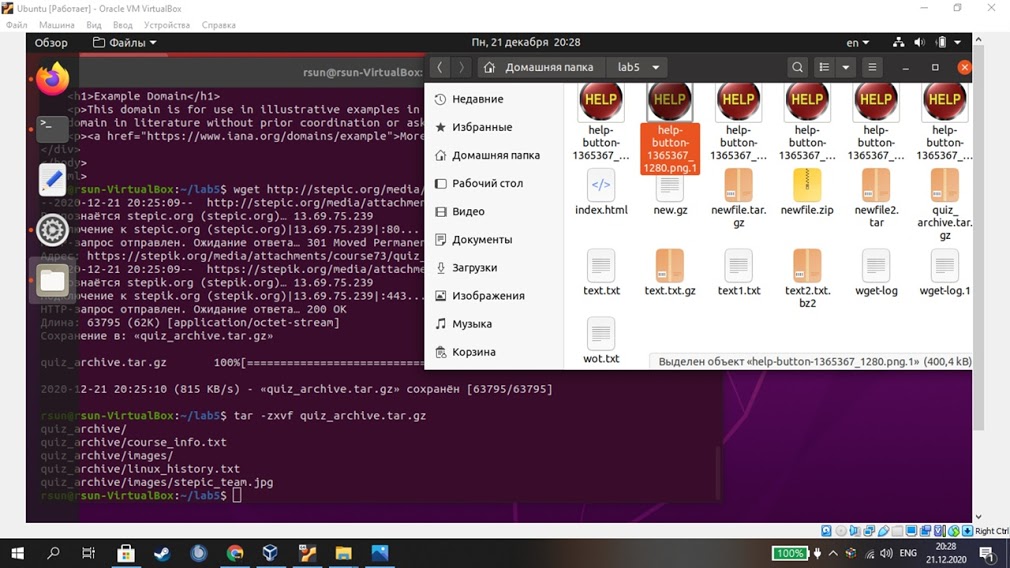 Ubuntu [Работает] - Oracle VM VirtualBox
Файл Машина Вид Ввод Устройства Справка
Обзор Файлы Пн, 21 декабря 20:28 en
rsun@rsun-VirtualBox:
Домашняя папка lab5
<h1>Example Domain</h1>
<p>This domain is for use in illustrative examples in
domain in literature without prior coordination or ask
<p><a href="https://www.iana.org/domains/example">More
</div>
</body>
ml>
@rsun-VirtualBox:~/lab5$ wget http://stepic.org/media/
--2020-12-21 20:25:09-- http://stepic.org/media/attachment
познаётся stepic.org (stepic.org)… 13.69.75.239
лючение к stepic.org (stepic.org)|13.69.75.239|:80...
-запрос отправлен. Ожидание ответа… 301 Moved Permanen
Адрес: https://stepik.org/media/attachments/course73/quiz_
-12-21 20:25:09-- https://stepik.org/media/attachme
познаётся stepik.org (stepik.org)… 13.69.75.239
Подключение к stepik.org (stepik.org)|13.69.75.239|:443...
HTTP-запрос отправлен. Ожидание ответа… 200 OK
Длина: 63795 (62K) [application/octet-stream]
Сохранение в: «quiz_archive.tar.gz»
quiz_archive.tar.gz 100%[===========================
2020-12-21 20:25:10 (815 KB/s) - «quiz_archive.tar.gz» сохранён [63795/63795]
rsun@rsun-VirtualBox:~/lab5$ tar -zxvf quiz_archive.tar.gz
quiz_archive/
quiz_archive/course_info.txt
quiz_archive/images/
quiz_archive/linux_history.txt
quiz_archive/images/stepic_team.jpg
rsun@rsun-VirtualBox:~/lab5$
Недавние
Избранные
Домашняя папка
Рабочий стол
Видео
Документы
Загрузки
Изображения
Музыка
Корзина
HELP HELP HELP HELP HELP HELP
help-button-1365367_...
help-button-1365367_1280.png.1
help-button-1365367_...
help-button-1365367_...
help-button-1365367_...
help-button-1365367_...
index.html new.gz newfile.tar.gz newfile.zip newfile2.tar quiz_archive.tar.gz
text.txt text.txt.gz text1.txt text2.txt.bz2 wget-log wget-log.1
wot.txt
Выделен объект «help-button-1365367_1280.png.1» (400,4 kB)
Right Ctrl
100% ENG 20:28
21.12.2020
1